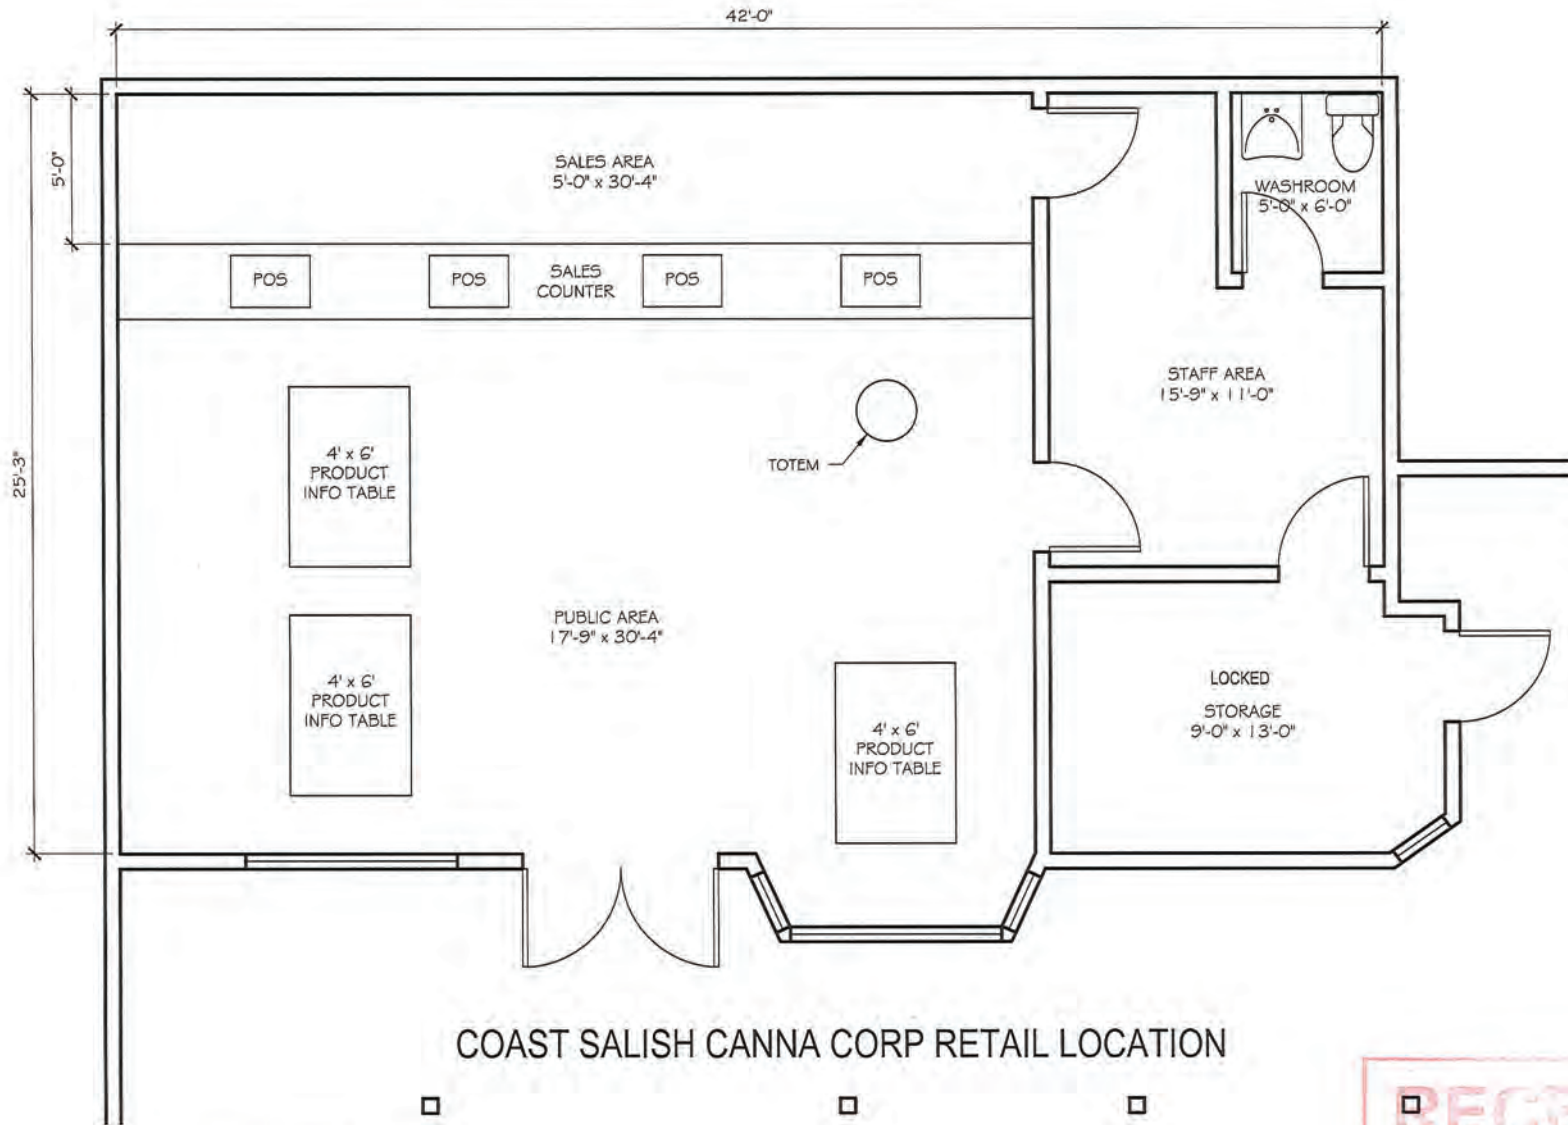 42'-0"
5'-0"
25'-3"
SALES AREA
5'-0" x 30'-4"
WASHROOM
5'-0" x 6'-0"
POS
POS
SALES
COUNTER
POS
POS
STAFF AREA
15'-9" x 11'-0"
4' x 6'
PRODUCT
INFO TABLE
TOTEM
PUBLIC AREA
17'-9" x 30'-4"
4' x 6'
PRODUCT
INFO TABLE
4' x 6'
PRODUCT
INFO TABLE
LOCKED
STORAGE
9'-0" x 13'-0"
COAST SALISH CANNA CORP RETAIL LOCATION